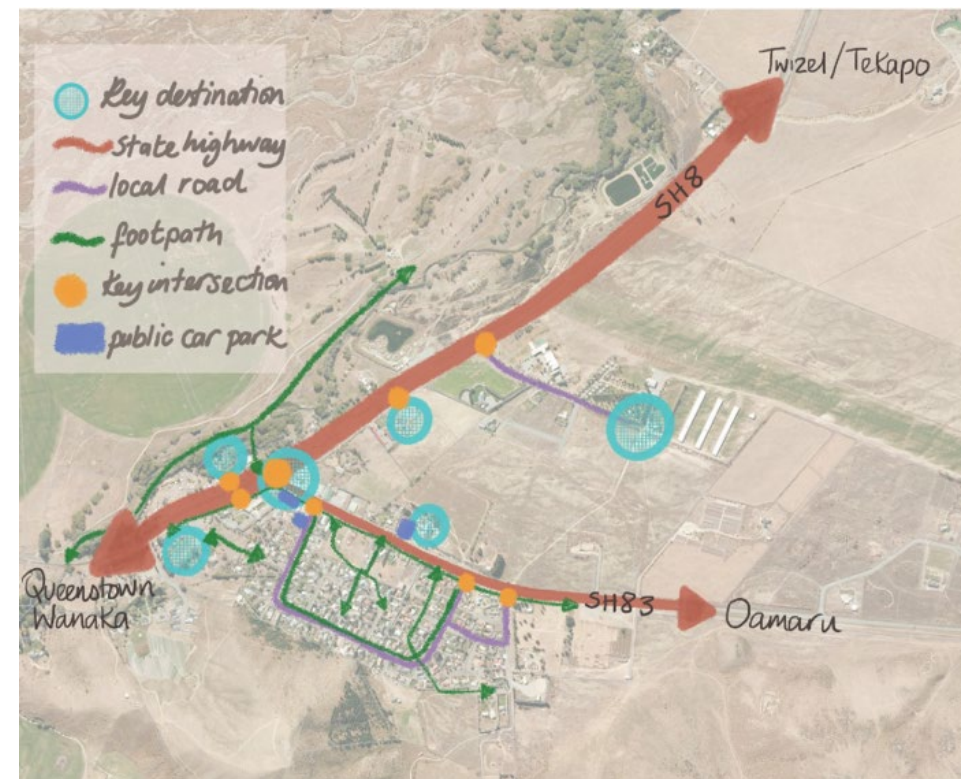 Key destination
state highway
local road
footpath
Key intersection
public car park
Twizel/Tekapo
SH8
Queenstown
Wanaka
SH83
Oamaru